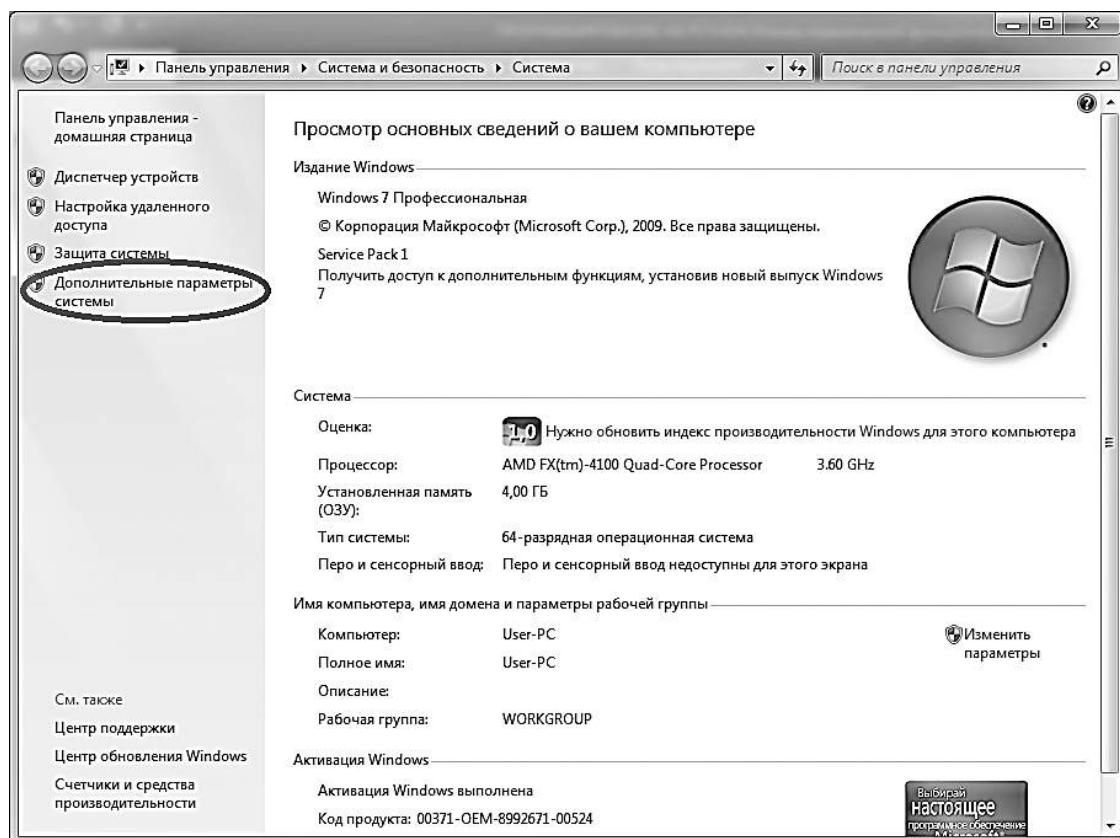 Панель управления ▸ Система и безопасность ▸ Система
Поиск в панели управления
Панель управления -
домашняя страница
Диспетчер устройств
Настройка удаленного
доступа
Защита системы
Дополнительные параметры
системы
См. также
Центр поддержки
Центр обновления Windows
Счетчики и средства
производительности
Просмотр основных сведений о вашем компьютере
Издание Windows
Windows 7 Профессиональная
© Корпорация Майкрософт (Microsoft Corp.), 2009. Все права защищены.
Service Pack 1
Получить доступ к дополнительным функциям, установив новый выпуск Windows
7
Система
Оценка:
1,0 Нужно обновить индекс производительности Windows для этого компьютера
Процессор: AMD FX(tm)-4100 Quad-Core Processor 3.60 GHz
Установленная память 4,00 ГБ
(ОЗУ):
Тип системы: 64-разрядная операционная система
Перо и сенсорный ввод: Перо и сенсорный ввод недоступны для этого экрана
Имя компьютера, имя домена и параметры рабочей группы
Компьютер: User-PC
Изменить
параметры
Полное имя: User-PC
Описание:
Рабочая группа: WORKGROUP
Активация Windows
Активация Windows выполнена
Код продукта: 00371-OEM-8992671-00524
Выбирай
настоящее
программное обеспечение
Microsoft